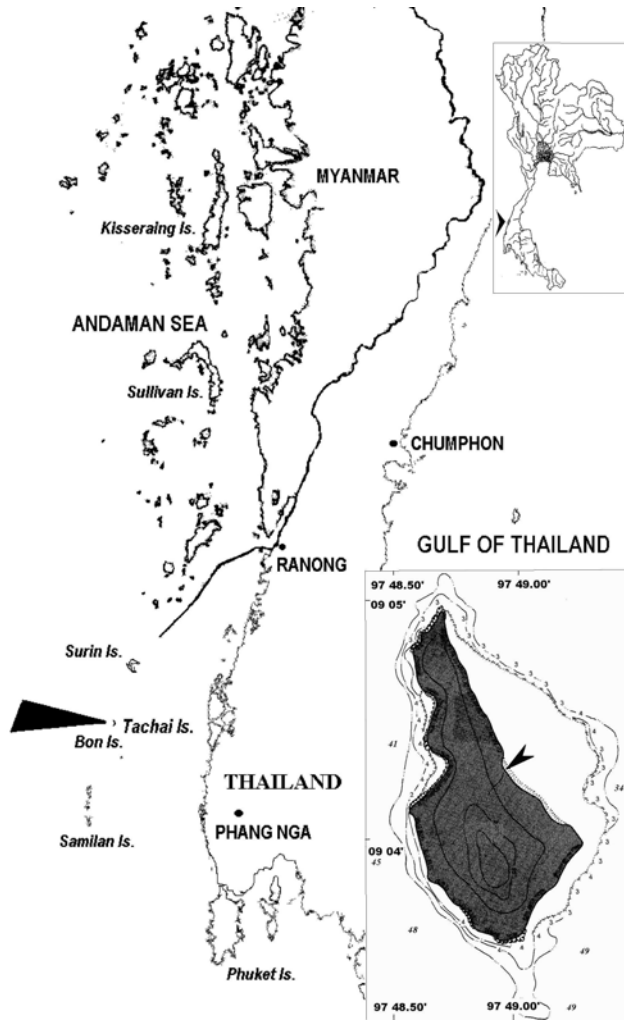 MYANMAR
Kisseraing Is.
ANDAMAN SEA
Sullivan Is.
CHUMPHON
GULF OF THAILAND
RANONG
97 48.50'
97 49.00'
09 05'
Surin Is.
Tachai Is.
Bon Is.
41
34
THAILAND
PHANG NGA
Samilan Is.
09 04'
45
48
49
Phuket Is.
97 48.50'
97 49.00'
49